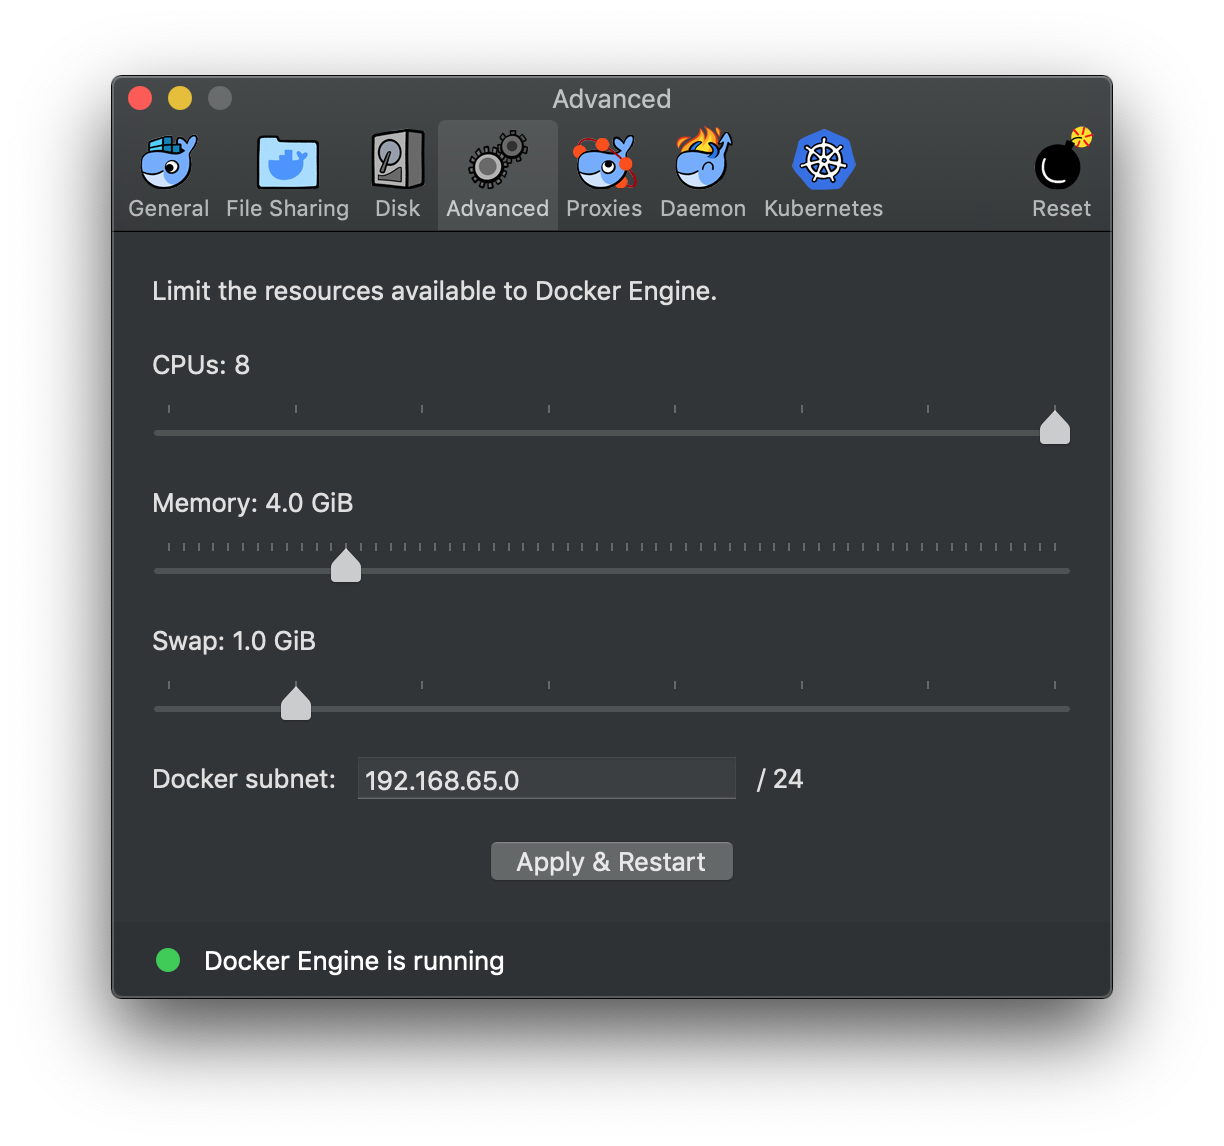 Advanced
General File Sharing Disk Advanced Proxies Daemon Kubernetes Reset
Limit the resources available to Docker Engine.
CPUs: 8
Memory: 4.0 GiB
Swap: 1.0 GiB
Docker subnet: 192.168.65.0 / 24
Apply & Restart
Docker Engine is running